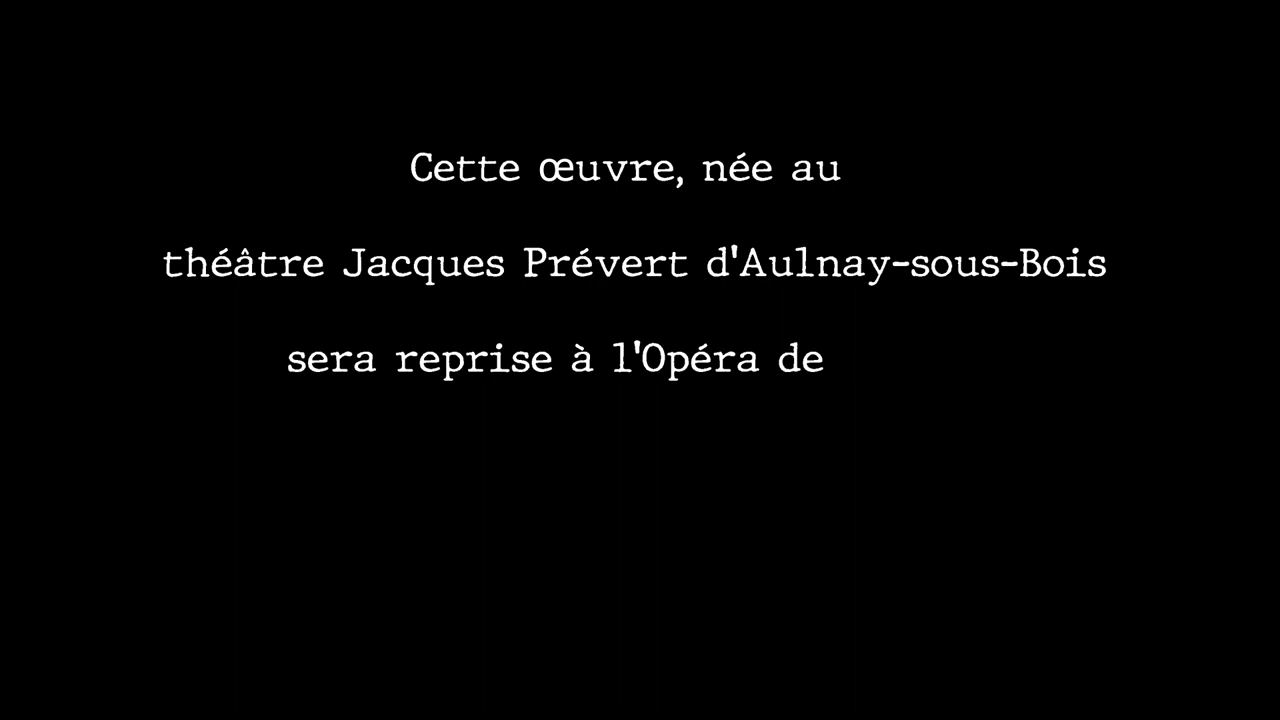 Cette œuvre, née au
théâtre Jacques Prévert d'Aulnay-sous-Bois
sera reprise à l'Opéra de